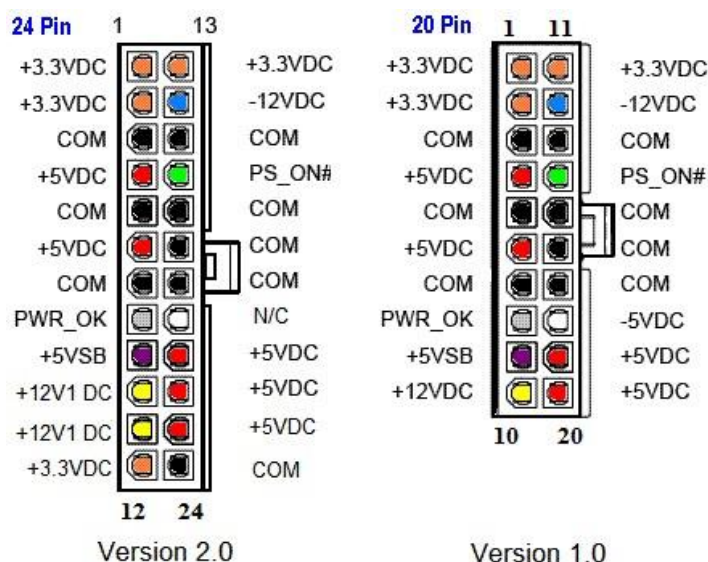 24 Pin 1 13
+3.3VDC +3.3VDC
+3.3VDC -12VDC
COM COM
+5VDC PS_ON#
COM COM
+5VDC COM
COM COM
PWR_OK N/C
+5VSB +5VDC
+12V1 DC +5VDC
+12V1 DC +5VDC
+3.3VDC COM
12 24
Version 2.0
20 Pin 1 11
+3.3VDC +3.3VDC
+3.3VDC -12VDC
COM COM
+5VDC PS_ON#
COM COM
+5VDC COM
COM COM
PWR_OK -5VDC
+5VSB +5VDC
+12VDC +5VDC
10 20
Version 1.0